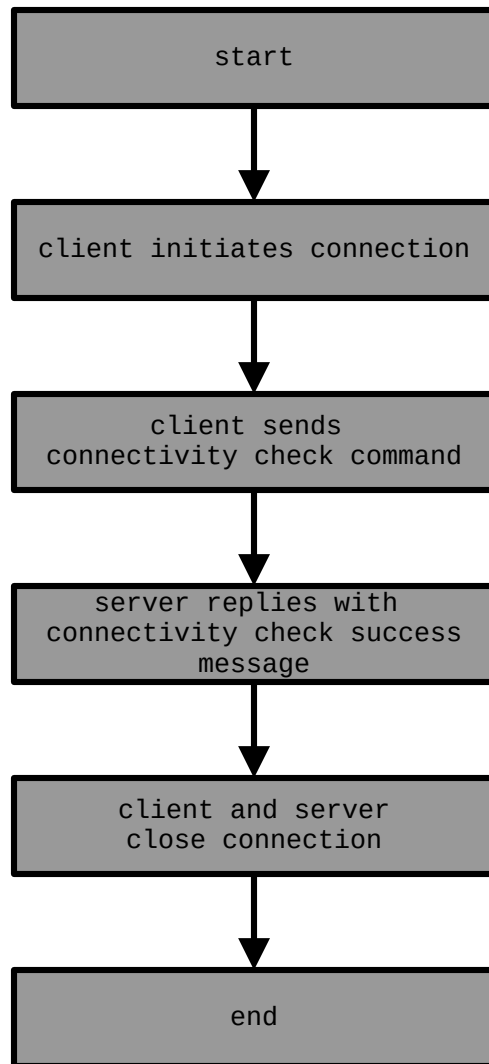 start
client initiates connection
client sends
connectivity check command
server replies with
connectivity check success
message
client and server
close connection
end